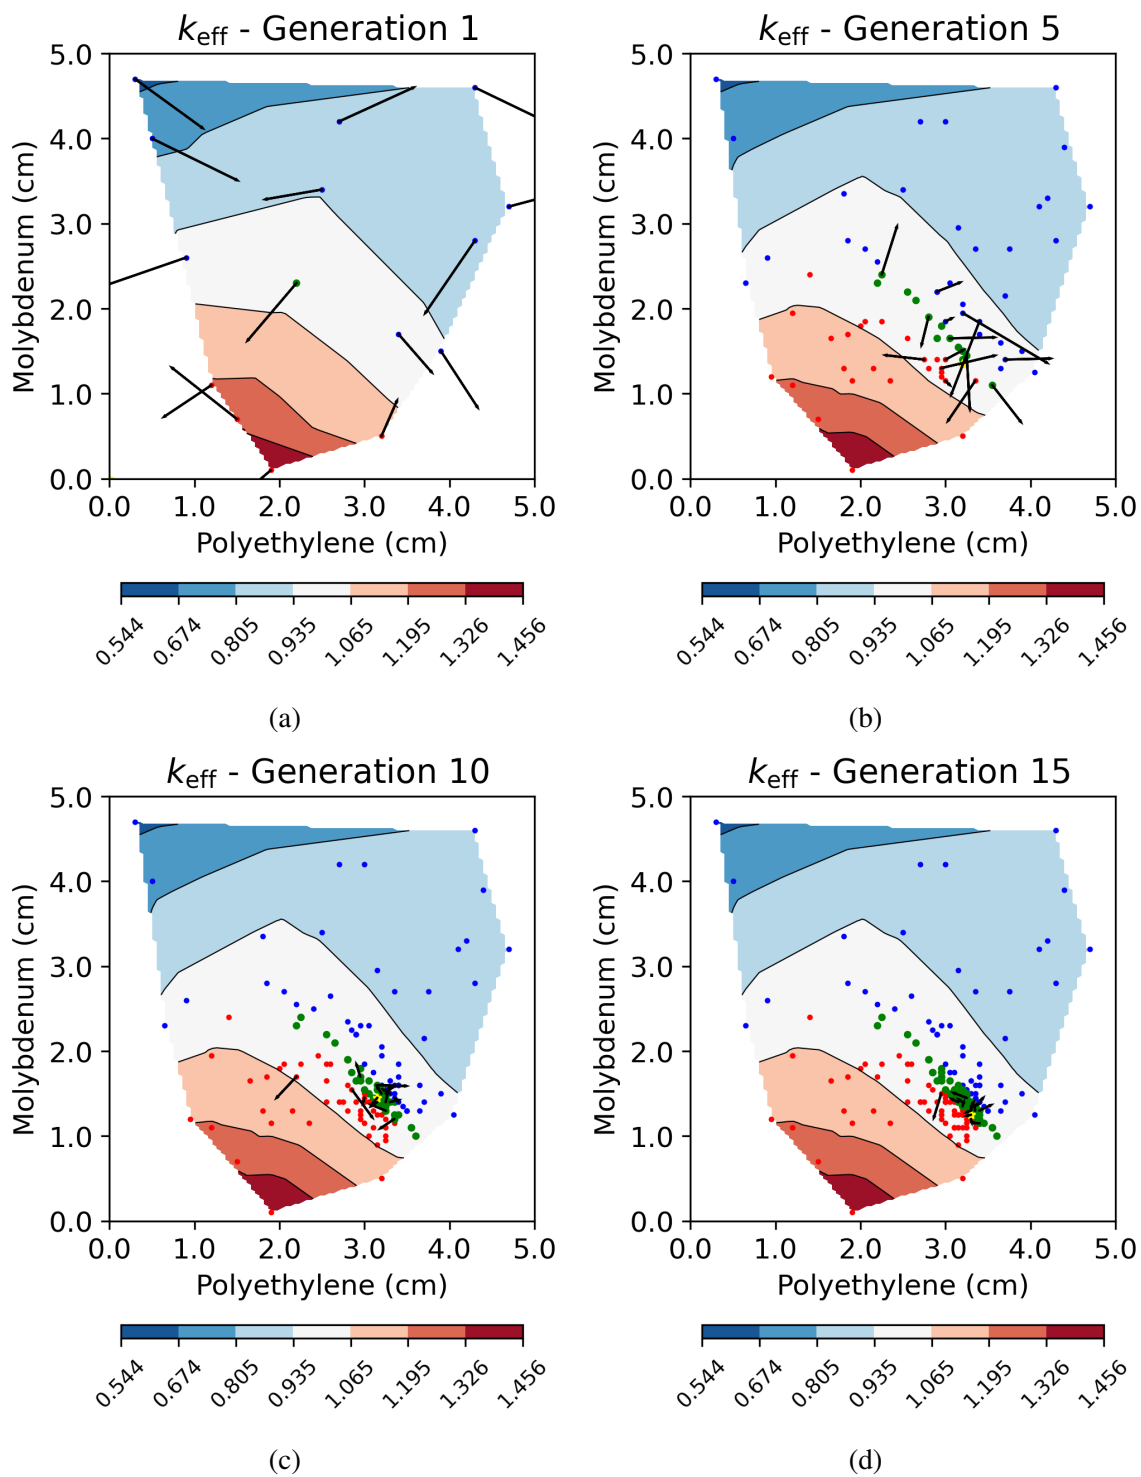 k_eff - Generation 1
5.0
4.0
3.0
2.0
1.0
0.0
Molybdenum (cm)
0.0 1.0 2.0 3.0 4.0 5.0
Polyethylene (cm)
0.544 0.674 0.805 0.935 1.065 1.195 1.326 1.456
(a)
k_eff - Generation 5
5.0
4.0
3.0
2.0
1.0
0.0
Molybdenum (cm)
0.0 1.0 2.0 3.0 4.0 5.0
Polyethylene (cm)
0.544 0.674 0.805 0.935 1.065 1.195 1.326 1.456
(b)
k_eff - Generation 10
5.0
4.0
3.0
2.0
1.0
0.0
Molybdenum (cm)
0.0 1.0 2.0 3.0 4.0 5.0
Polyethylene (cm)
0.544 0.674 0.805 0.935 1.065 1.195 1.326 1.456
(c)
k_eff - Generation 15
5.0
4.0
3.0
2.0
1.0
0.0
Molybdenum (cm)
0.0 1.0 2.0 3.0 4.0 5.0
Polyethylene (cm)
0.544 0.674 0.805 0.935 1.065 1.195 1.326 1.456
(d)